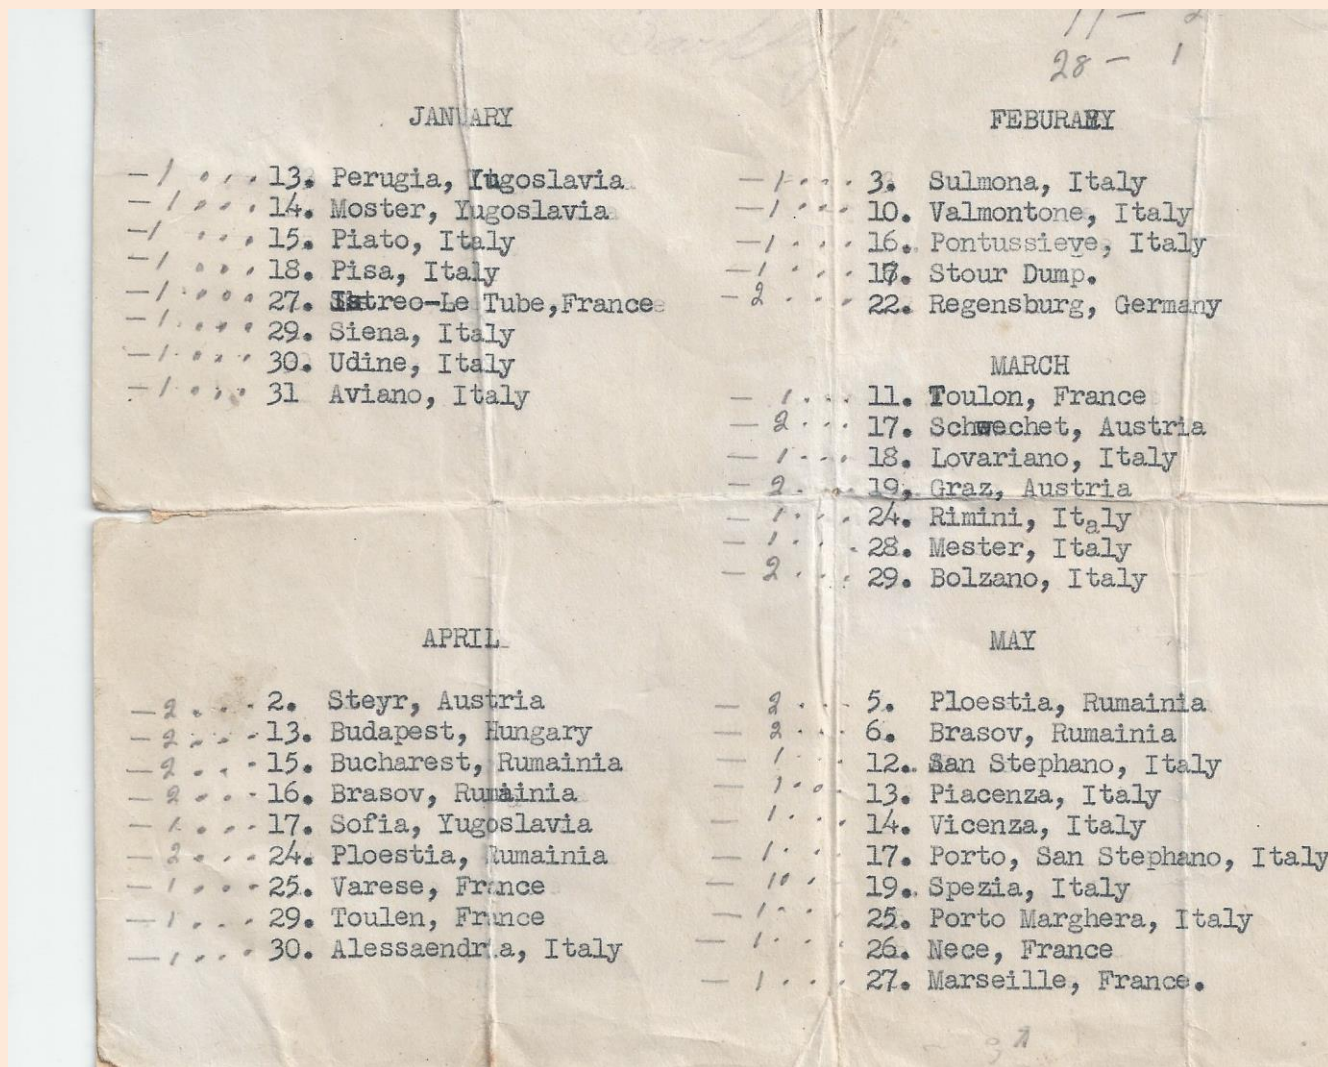 28 - 1
JANUARY
-1 .... 13. Perugia, Yugoslavia
-1 .... 14. Moster, Yugoslavia
-1 .... 15. Piato, Italy
-1 .... 18. Pisa, Italy
-1 .... 27. Istreo-Le Tube,France
-1 .... 29. Siena, Italy
-1 .... 30. Udine, Italy
-1 .... 31 Aviano, Italy
FEBURARY
-1 .... 3. Sulmona, Italy
-1 .... 10. Valmontone, Italy
-1 .... 16. Pontussieve, Italy
-1 .... 17. Stour Dump.
-2 .... 22. Regensburg, Germany
MARCH
- 1 .... 11. Toulon, France
- 2 .... 17. Schwechet, Austria
- 1 .... 18. Lovariano, Italy
- 2 .... 19. Graz, Austria
- 1 .... 24. Rimini, Italy
- 1 .... 28. Mester, Italy
- 2 .... 29. Bolzano, Italy
APRIL
-2 .... 2. Steyr, Austria
-2 .... 13. Budapest, Hungary
-2 .... 15. Bucharest, Rumainia
-2 .... 16. Brasov, Rumainia
-1 .... 17. Sofia, Yugoslavia
-2 .... 24. Ploestia, Rumainia
-1 .... 25. Varese, France
-1 .... 29. Toulen, France
-1 .... 30. Alessaendria, Italy
MAY
- 2 .... 5. Ploestia, Rumainia
- 2 .... 6. Brasov, Rumainia
- 1 .... 12. San Stephano, Italy
- 1 .... 13. Piacenza, Italy
- 1 .... 14. Vicenza, Italy
- 1 .... 17. Porto, San Stephano, Italy
- 1 .... 19. Spezia, Italy
- 1 .... 25. Porto Marghera, Italy
- 1 .... 26. Nece, France
- 1 .... 27. Marseille, France.